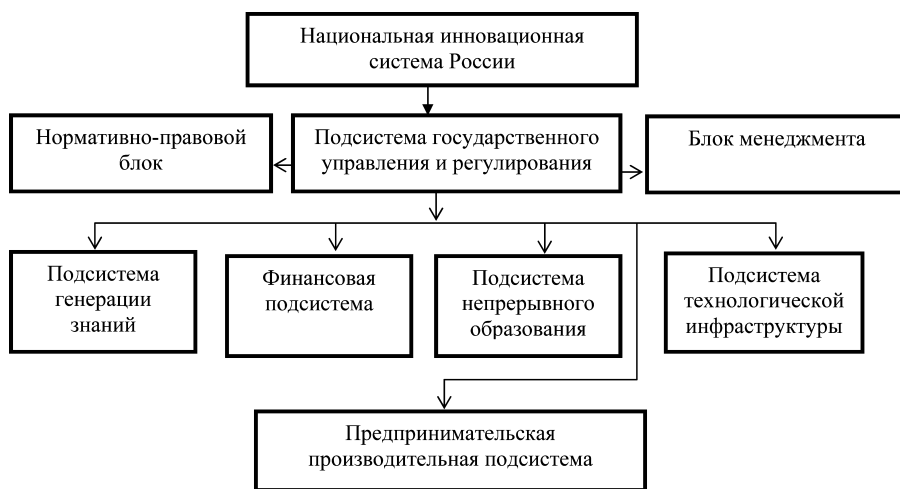 Национальная инновационная
система России
Нормативно-правовой
блок
Подсистема государственного
управления и регулирования
Блок менеджмента
Подсистема
генерации
знаний
Финансовая
подсистема
Подсистема
непрерывного
образования
Подсистема
технологической
инфраструктуры
Предпринимательская
производительная подсистема